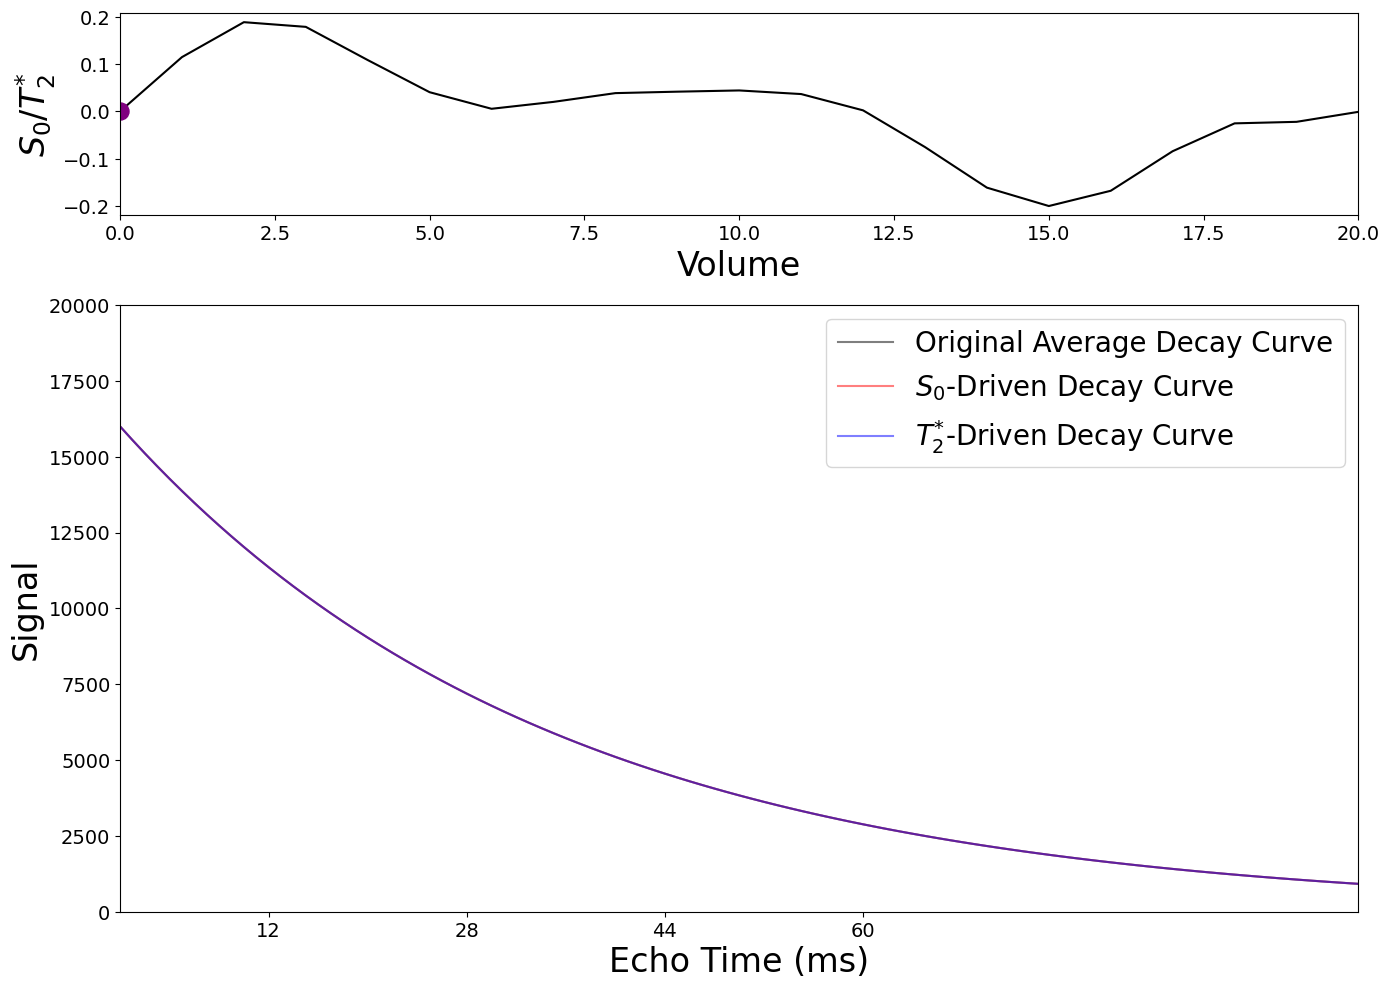 0.2
0.1
0.0
−0.1
−0.2
S₀/T₂*
0.0 2.5 5.0 7.5 10.0 12.5 15.0 17.5 20.0
Volume
20000
17500
15000
12500
10000
7500
5000
2500
0
Signal
Original Average Decay Curve
S₀-Driven Decay Curve
T₂*-Driven Decay Curve
12 28 44 60
Echo Time (ms)